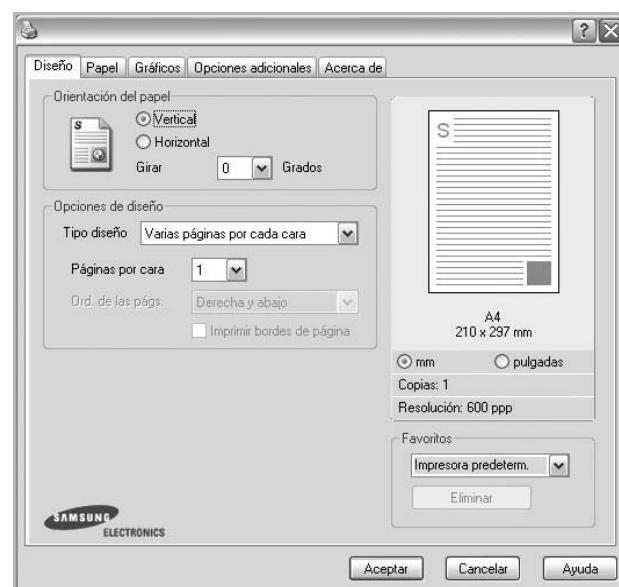 Diseño Papel Gráficos Opciones adicionales Acerca de
Orientación del papel
S
Vertical
Horizontal
Girar 0 Grados
Opciones de diseño
Tipo diseño Varias páginas por cada cara
Páginas por cara 1
Ord. de las págs. Derecha y abajo
Imprimir bordes de página
S
A4
210 x 297 mm
mm pulgadas
Copias: 1
Resolución: 600 ppp
Favoritos
Impresora predeterm.
Eliminar
SAMSUNG
ELECTRONICS
Aceptar Cancelar Ayuda